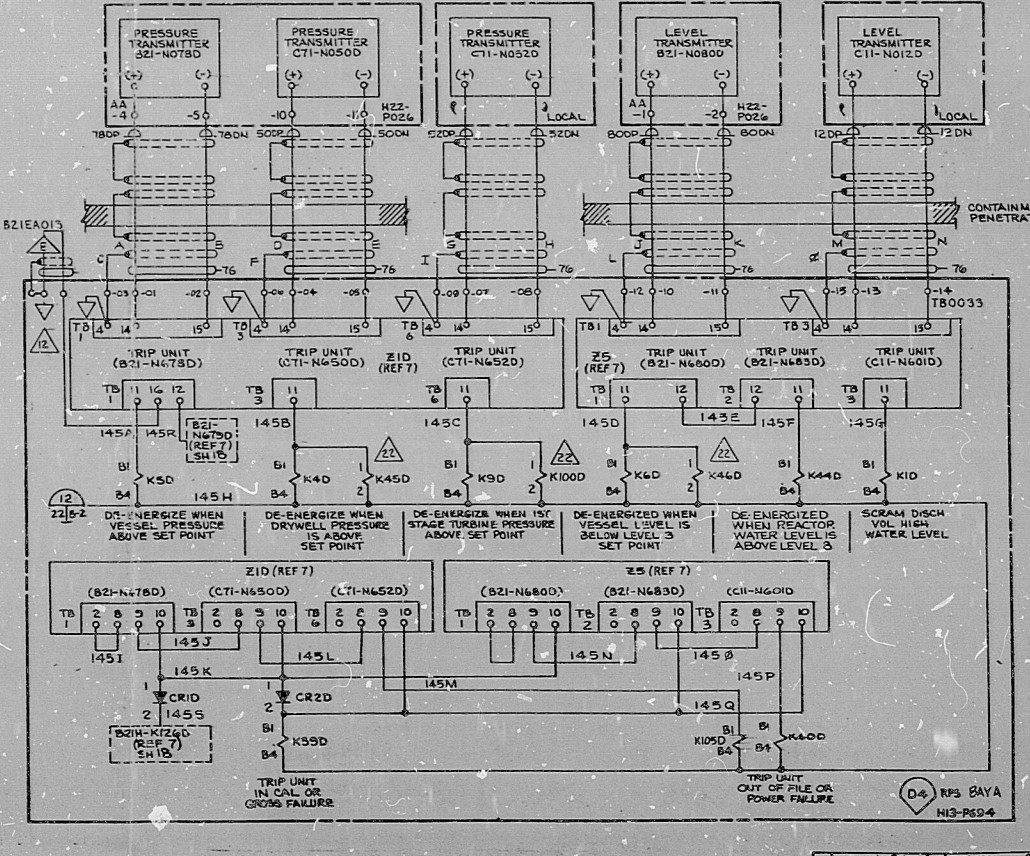 PRESSURE
TRANSMITTER
B21-N078D
PRESSURE
TRANSMITTER
C71-N050D
PRESSURE
TRANSMITTER
C71-N052D
LEVEL
TRANSMITTER
B21-N080D
LEVEL
TRANSMITTER
C11-N012D
(+) (-) (+) (-) (+) (-) (+) (-) (+) (-)
AA
-4 -5 -10 -11 H22-
P026
LOCAL
AA
-1 -2 H22-
P026
LOCAL
78DP 78DN 50DP 50DN 52DP 52DN 80DP 80DN 12DP 12DN
B21EA013
CONTAINM
PENETRA
E A B D E G H J K M N
C F I L Ø
76 76 76 76 76
-03 -01 -02 -06 -04 -05 -09 -07 -08 -12 -10 -11 -15 -13 -14
TB0033
12
TB
1 4 14 15 TB
3 4 14 15 TB
6 4 14 15 TB1 4 14 15 TB3 4 14 15
TRIP UNIT
(B21-N678D)
TRIP UNIT
(C71-N650D)
Z1D
(REF 7)
TRIP UNIT
(C71-N652D)
Z5
(REF 7)
TRIP UNIT
(B21-N680D)
TRIP UNIT
(B21-N683D)
TRIP UNIT
(C11-N601D)
TB
1 11 16 12 TB
3 11 TB
6 11 TB
1 11 12 TB
2 12 11 TB
3 11
145A 145R 145B 145C 145D 143E 145F 145G
B21-
N679D
(REF 7)
SH 18
22 22 22
B1 K5D B4
B1 K4D B4
1 K45D 2
B1 K9D B4
1 K100D 2
B1 K6D B4
1 K46D 2
B1 K44D B4
B1 K1D B4
12
22 B-2
145H
DE-ENERGIZE WHEN
VESSEL PRESSURE
ABOVE SET POINT
DE-ENERGIZE WHEN
DRYWELL PRESSURE
IS ABOVE
SET POINT
DE-ENERGIZE WHEN 1ST
STAGE TURBINE PRESSURE
ABOVE SET POINT
DE-ENERGIZED WHEN
VESSEL LEVEL IS
BELOW LEVEL 3
SET POINT
DE-ENERGIZED
WHEN REACTOR
WATER LEVEL IS
ABOVE LEVEL 8
SCRAM DISCH
VOL HIGH
WATER LEVEL
Z1D (REF 7)
(B21-N678D) (C71-N650D) (C71-N652D)
TB
1 2 8 9 10 TB
3 2 8 9 10 TB
6 2 8 9 10
Z5 (REF 7)
(B21-N680D) (B21-N683D) (C11-N601D
TB
1 2 8 9 10 TB
2 2 8 9 10 TB
3 2 8 9 10
145I 145J 145L 145N 145Ø
145K 145M 145P
1 CR1D 2 145S
1 CR2D 2
145Q
B21H-K126D
(REF 7)
SH 18
B1 K39D B4
B1
K105D
B4
B1
K40D
B4
TRIP UNIT
IN CAL OR
GROSS FAILURE
TRIP UNIT
OUT OF FILE OR
POWER FAILURE
D4 RPS BAY A
H13-P694